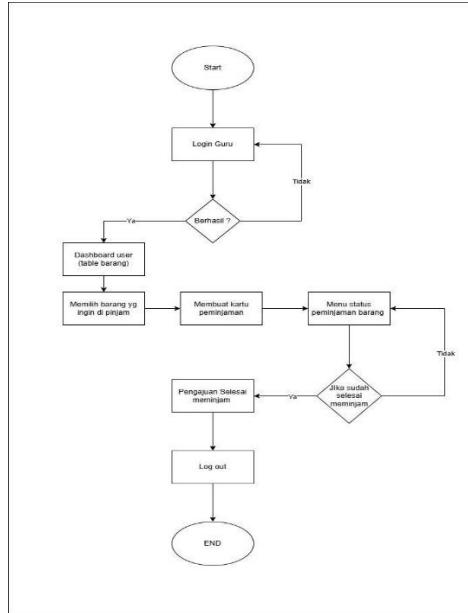 Start
Login Guru
Tidak
Berhasil ?
Ya
Dashboard user
(table barang)
Memilih barang yg
ingin di pinjam
Membuat kartu
peminjaman
Menu status
peminjaman barang
Tidak
Jika sudah
selesai
meminjam
Ya
Pengajuan Selesai
meminjam
Log out
END